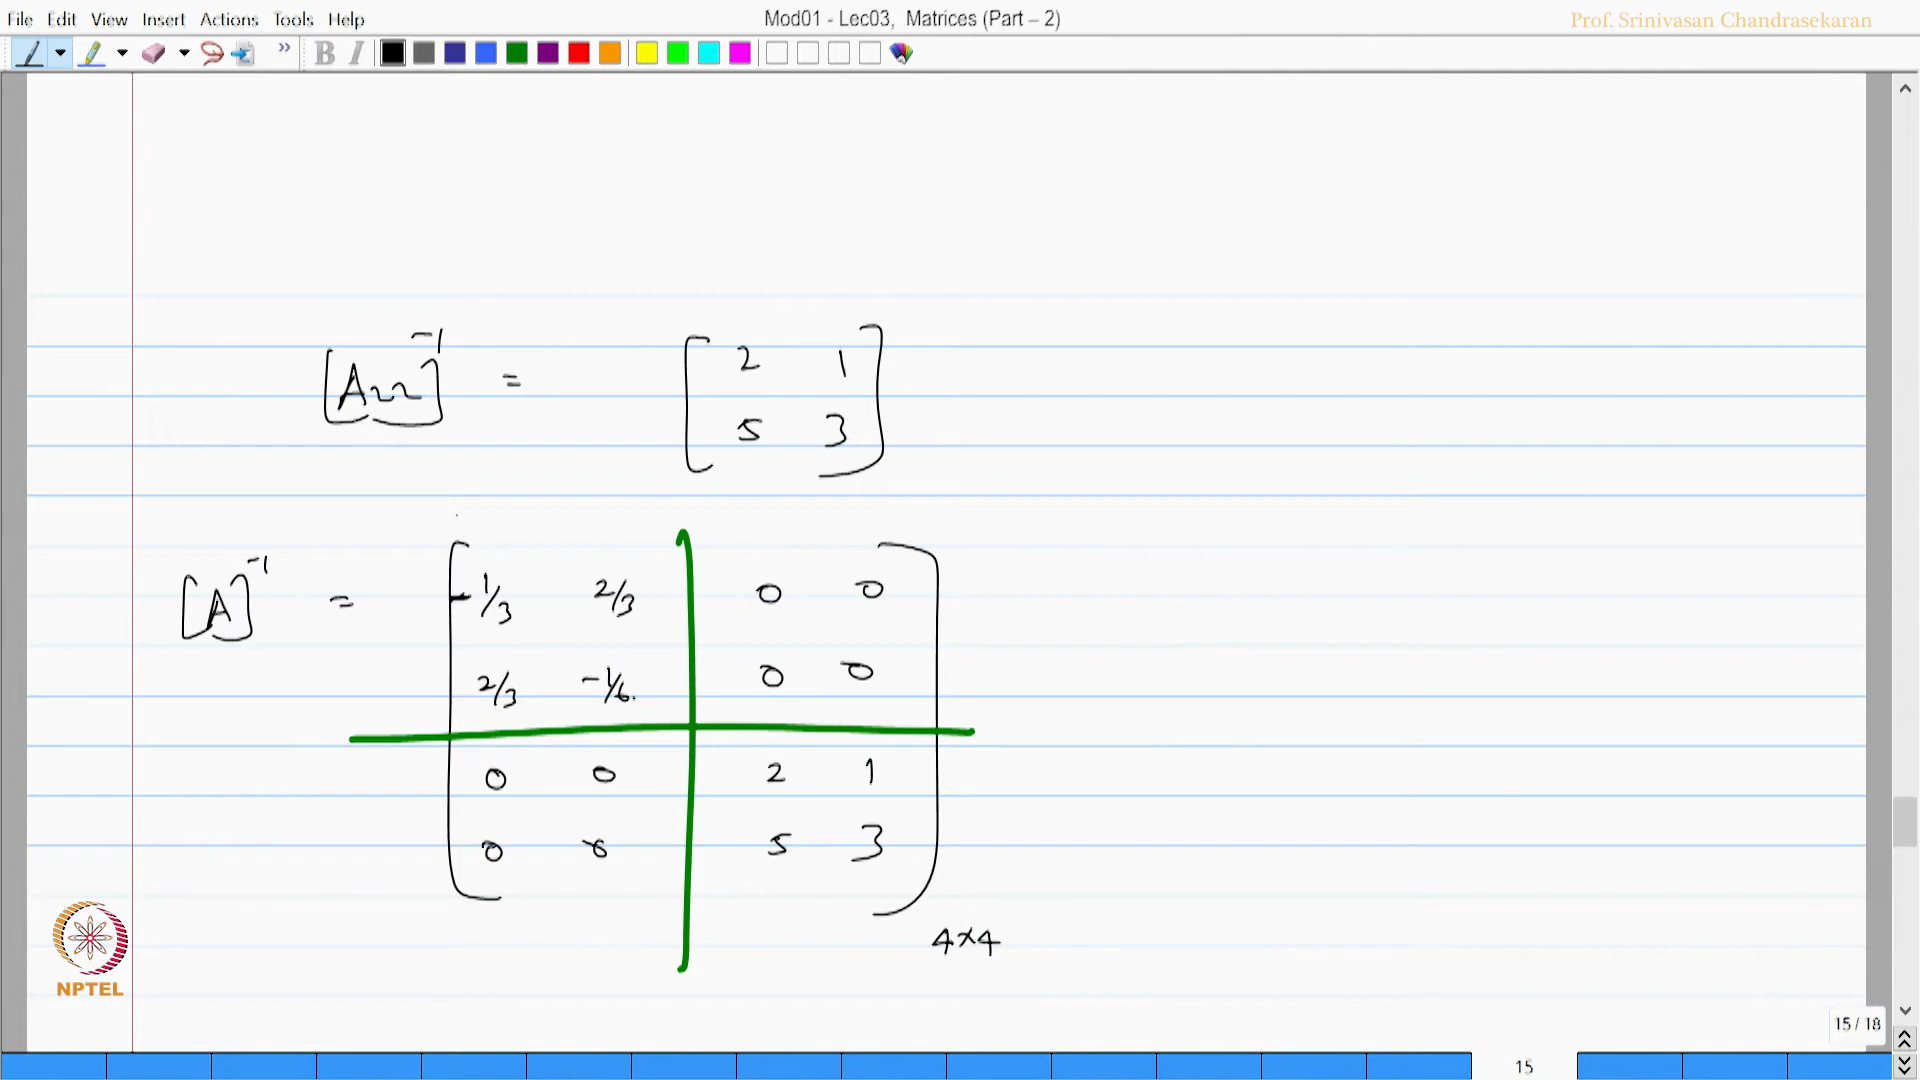 File Edit View Insert Actions Tools Help
Mod01 - Lec03, Matrices (Part – 2)
Prof. Srinivasan Chandrasekaran
B I
[A22]⁻¹ = [ 2 1
5 3 ]
[A]⁻¹ = [ -1/3 2/3 0 0
2/3 -1/6 0 0
0 0 2 1
0 0 5 3 ]
4×4
NPTEL
15 / 18
15